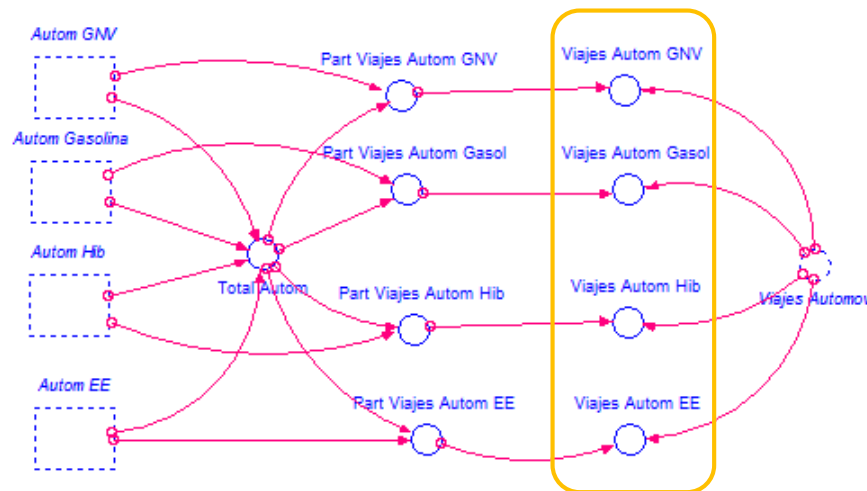 Autom GNV
Part Viajes Autom GNV
Viajes Autom GNV
Autom Gasolina
Part Viajes Autom Gasol
Viajes Autom Gasol
Autom Hib
Total Autom
Part Viajes Autom Hib
Viajes Autom Hib
Viajes Automov
Autom EE
Part Viajes Autom EE
Viajes Autom EE